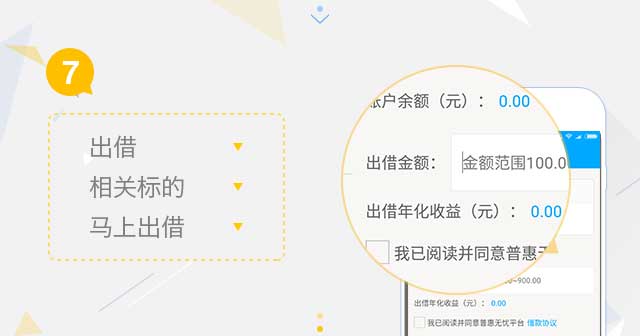 7
出借
相关标的
马上出借
账户余额（元）： 0.00
出借金额： 金额范围100.0
出借年化收益（元）： 0.00
我已阅读并同意普惠无
~900.00
出借年化收益（元）： 0.00
我已阅读并同意普惠无忧平台 借款协议